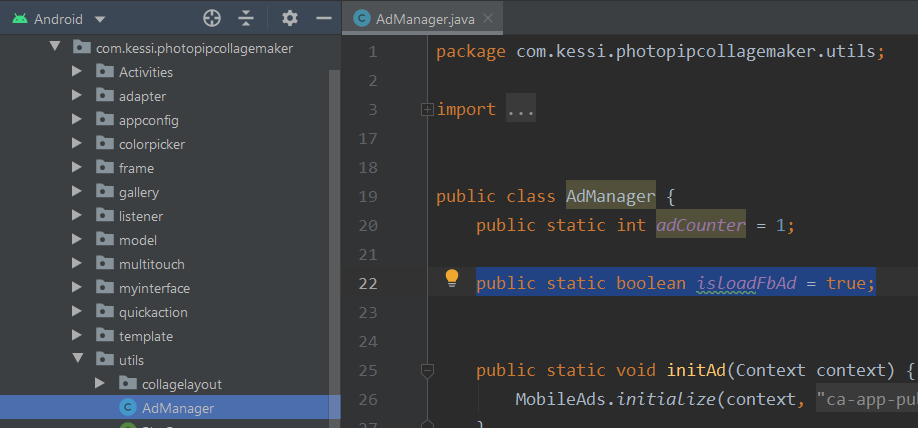 Android
AdManager.java
com.kessi.photopipcollagemaker
Activities
adapter
appconfig
colorpicker
frame
gallery
listener
model
multitouch
myinterface
quickaction
template
utils
collagelayout
AdManager
1 package com.kessi.photopipcollagemaker.utils;
2
3 import ...
17
18
19 public class AdManager {
20 public static int adCounter = 1;
21
22 public static boolean isloadFbAd = true;
23
24
25 public static void initAd(Context context) {
26 MobileAds.initialize(context, "ca-app-pu
27 }